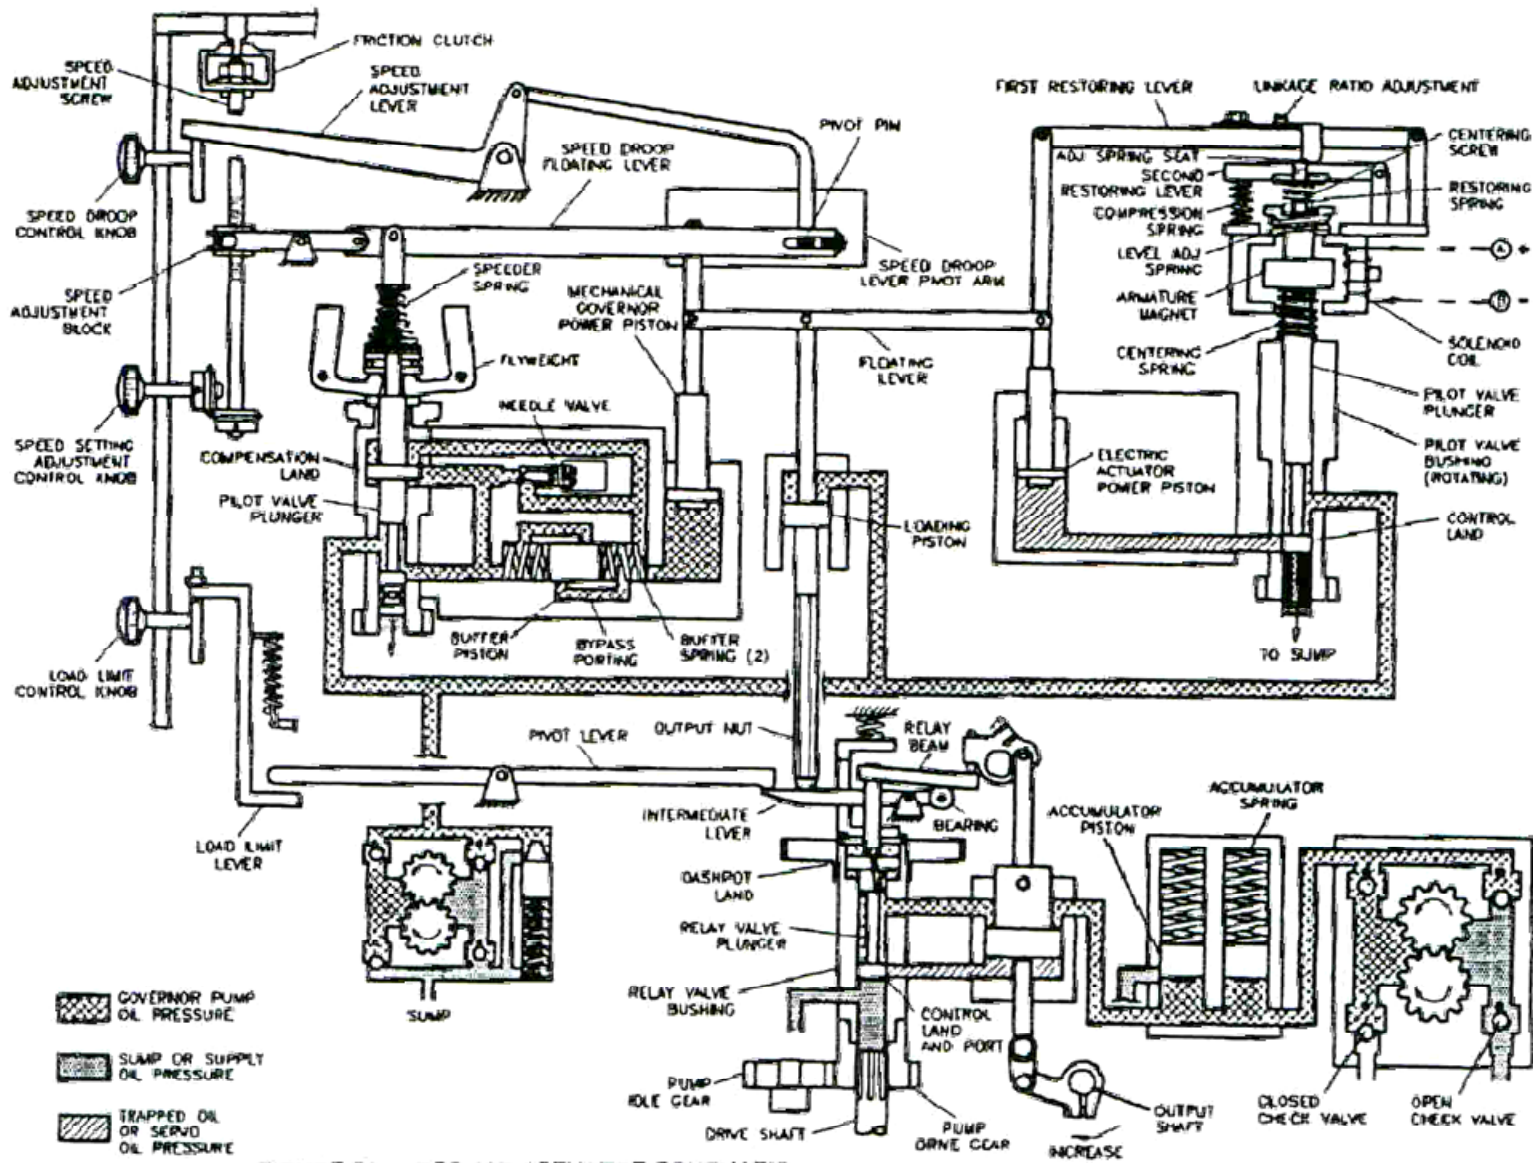 FRICTION CLUTCH
SPEED
ADJUSTMENT
SCREW
SPEED
ADJUSTMENT
LEVER
SPEED DROOP
FLOATING LEVER
PIVOT PIN
SPEED DROOP
CONTROL KNOB
SPEED
ADJUSTMENT
BLOCK
SPEEDER
SPRING
MECHANICAL
GOVERNOR
POWER PISTON
SPEED DROOP
LEVER PIVOT ARM
FLYWEIGHT
FLOATING
LEVER
SPEED SETTING
ADJUSTMENT
CONTROL KNOB
COMPENSATION
LAND
NEEDLE VALVE
PILOT VALVE
PLUNGER
LOADING
PISTON
BUFFER
PISTON
BYPASS
PORTING
BUFFER
SPRING (2)
LOAD LIMIT
CONTROL KNOB
FIRST RESTORING LEVER
LINKAGE RATIO ADJUSTMENT
CENTERING
SCREW
ADJ SPRING SEAT
SECOND
RESTORING LEVER
RESTORING
SPRING
COMPRESSION
SPRING
LEVEL ADJ
SPRING
A +
ARMATURE
MAGNET
B -
CENTERING
SPRING
SOLENOID
COIL
PILOT VALVE
PLUNGER
PILOT VALVE
BUSHING
(ROTATING)
ELECTRIC
ACTUATOR
POWER PISTON
CONTROL
LAND
TO SUMP
PIVOT LEVER
OUTPUT NUT
RELAY
BEAM
LOAD LIMIT
LEVER
INTERMEDIATE
LEVER
BEARING
ACCUMULATOR
PISTON
ACCUMULATOR
SPRING
DASHPOT
LAND
RELAY VALVE
PLUNGER
RELAY VALVE
BUSHING
CONTROL
LAND
AND PORT
SUMP
PUMP
IDLE GEAR
DRIVE SHAFT
PUMP
DRIVE GEAR
OUTPUT
SHAFT
INCREASE
CLOSED
CHECK VALVE
OPEN
CHECK VALVE
GOVERNOR PUMP
OIL PRESSURE
SUMP OR SUPPLY
OIL PRESSURE
TRAPPED OIL
OR SERVO
OIL PRESSURE